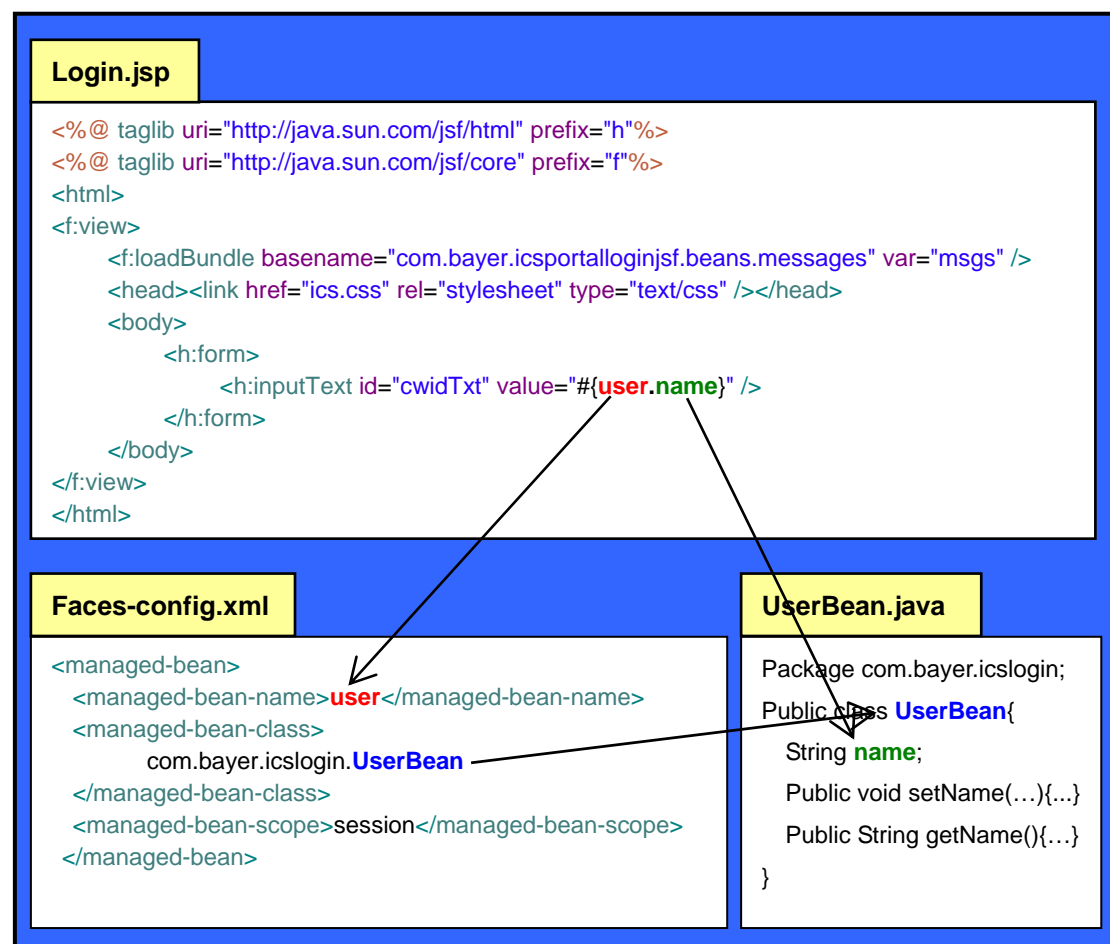 Login.jsp
<%@ taglib uri="http://java.sun.com/jsf/html" prefix="h"%>
<%@ taglib uri="http://java.sun.com/jsf/core" prefix="f"%>
<html>
<f:view>
<f:loadBundle basename="com.bayer.icsportalloginjsf.beans.messages" var="msgs" />
<head><link href="ics.css" rel="stylesheet" type="text/css" /></head>
<body>
<h:form>
<h:inputText id="cwidTxt" value="#{user.name}" />
</h:form>
</body>
</f:view>
</html>
Faces-config.xml
<managed-bean>
<managed-bean-name>user</managed-bean-name>
<managed-bean-class>
com.bayer.icslogin.UserBean
</managed-bean-class>
<managed-bean-scope>session</managed-bean-scope>
</managed-bean>
UserBean.java
Package com.bayer.icslogin;
Public class UserBean{
String name;
Public void setName(…){...}
Public String getName(){…}
}